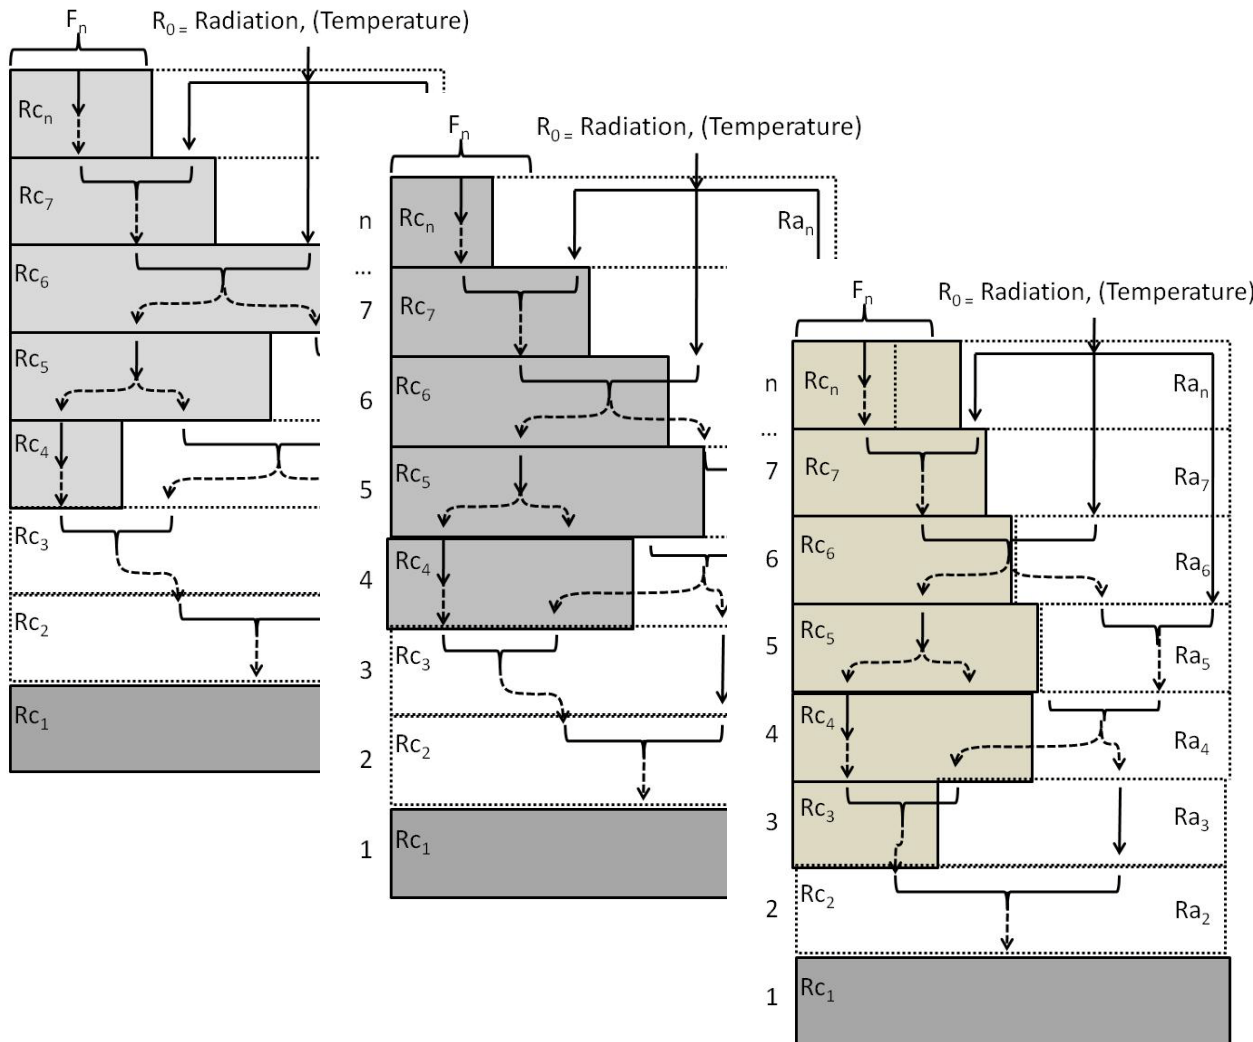 Fn R0 = Radiation, (Temperature)
Rcn
Rc7
Rc6
Rc5
Rc4
Rc3
Rc2
Rc1
Fn R0 = Radiation, (Temperature)
n Rcn Ran
...
7 Rc7
6 Rc6
5 Rc5
4 Rc4
3 Rc3
2 Rc2
1 Rc1
Fn R0 = Radiation, (Temperature)
n Rcn Ran
...
7 Rc7 Ra7
6 Rc6 Ra6
5 Rc5 Ra5
4 Rc4 Ra4
3 Rc3 Ra3
2 Rc2 Ra2
1 Rc1